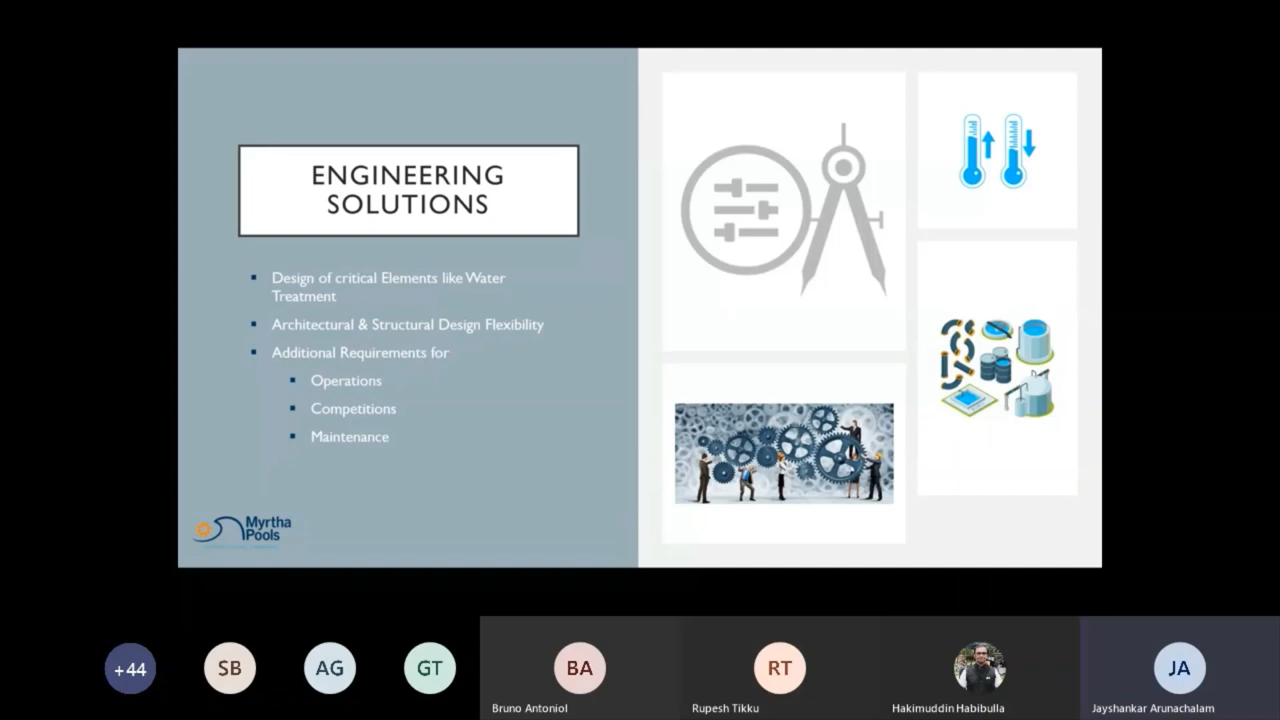 ENGINEERING
SOLUTIONS
Design of critical Elements like Water
Treatment
Architectural & Structural Design Flexibility
Additional Requirements for
Operations
Competitions
Maintenance
Myrtha
Pools
+44
SB
AG
GT
BA
RT
JA
Bruno Antoniol
Rupesh Tikku
Hakimuddin Habibulla
Jayshankar Arunachalam